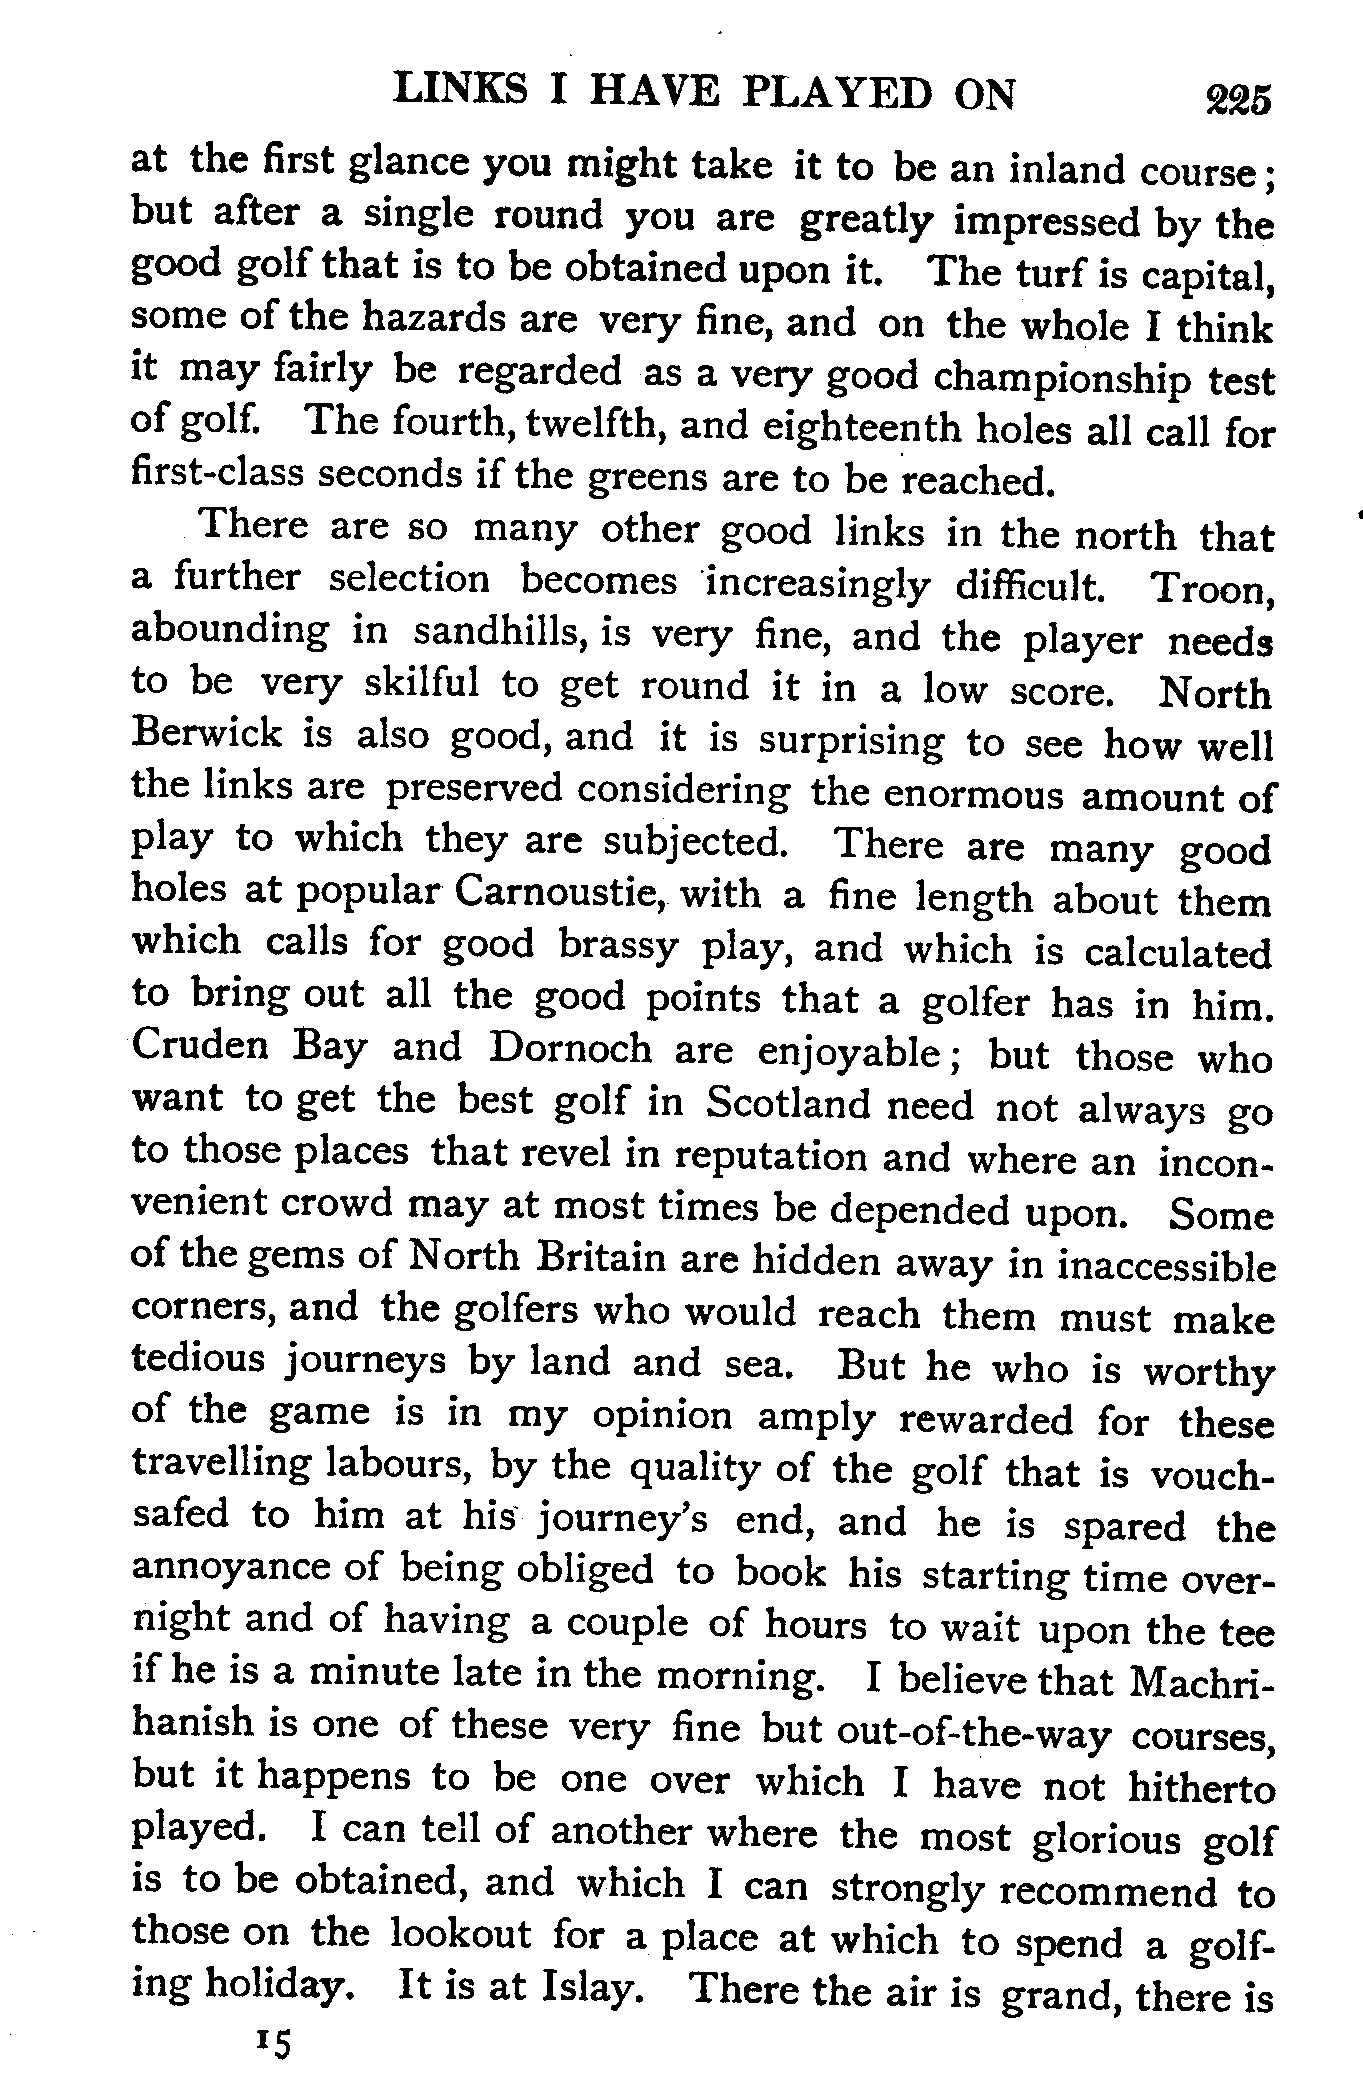 LINKS I HAVE PLAYED ON 225
at the first glance you might take it to be an inland course;
but after a single round you are greatly impressed by the
good golf that is to be obtained upon it. The turf is capital,
some of the hazards are very fine, and on the whole I think
it may fairly be regarded as a very good championship test
of golf. The fourth, twelfth, and eighteenth holes all call for
first-class seconds if the greens are to be reached.
There are so many other good links in the north that
a further selection becomes increasingly difficult. Troon,
abounding in sandhills, is very fine, and the player needs
to be very skilful to get round it in a low score. North
Berwick is also good, and it is surprising to see how well
the links are preserved considering the enormous amount of
play to which they are subjected. There are many good
holes at popular Carnoustie, with a fine length about them
which calls for good brassy play, and which is calculated
to bring out all the good points that a golfer has in him.
Cruden Bay and Dornoch are enjoyable; but those who
want to get the best golf in Scotland need not always go
to those places that revel in reputation and where an incon-
venient crowd may at most times be depended upon. Some
of the gems of North Britain are hidden away in inaccessible
corners, and the golfers who would reach them must make
tedious journeys by land and sea. But he who is worthy
of the game is in my opinion amply rewarded for these
travelling labours, by the quality of the golf that is vouch-
safed to him at his journey's end, and he is spared the
annoyance of being obliged to book his starting time over-
night and of having a couple of hours to wait upon the tee
if he is a minute late in the morning. I believe that Machri-
hanish is one of these very fine but out-of-the-way courses,
but it happens to be one over which I have not hitherto
played. I can tell of another where the most glorious golf
is to be obtained, and which I can strongly recommend to
those on the lookout for a place at which to spend a golf-
ing holiday. It is at Islay. There the air is grand, there is
15